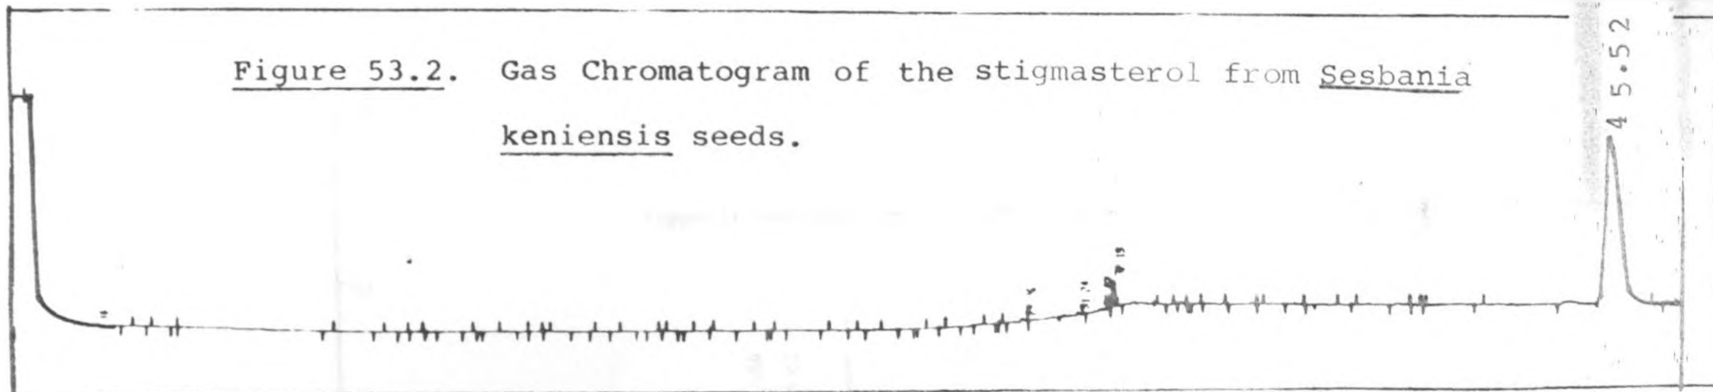 Figure 53.2. Gas Chromatogram of the stigmasterol from Sesbania
keniensis seeds.
45.52